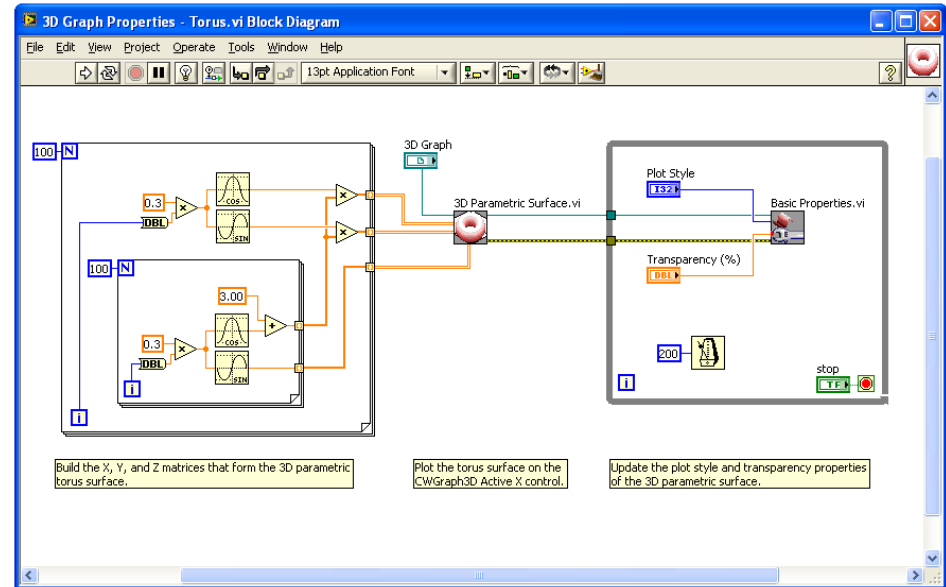 3D Graph Properties - Torus.vi Block Diagram
File Edit View Project Operate Tools Window Help
13pt Application Font
?
100 N
3D Graph
Plot Style
I32
0.3
DBL
COS
SIN
3D Parametric Surface.vi
Basic Properties.vi
100 N
Transparency (%)
DBL
3.00
0.3
DBL
COS
SIN
i
i
200
i
stop
TF
Build the X, Y, and Z matrices that form the 3D parametric
torus surface.
Plot the torus surface on the
CWGraph3D Active X control.
Update the plot style and transparency properties
of the 3D parametric surface.